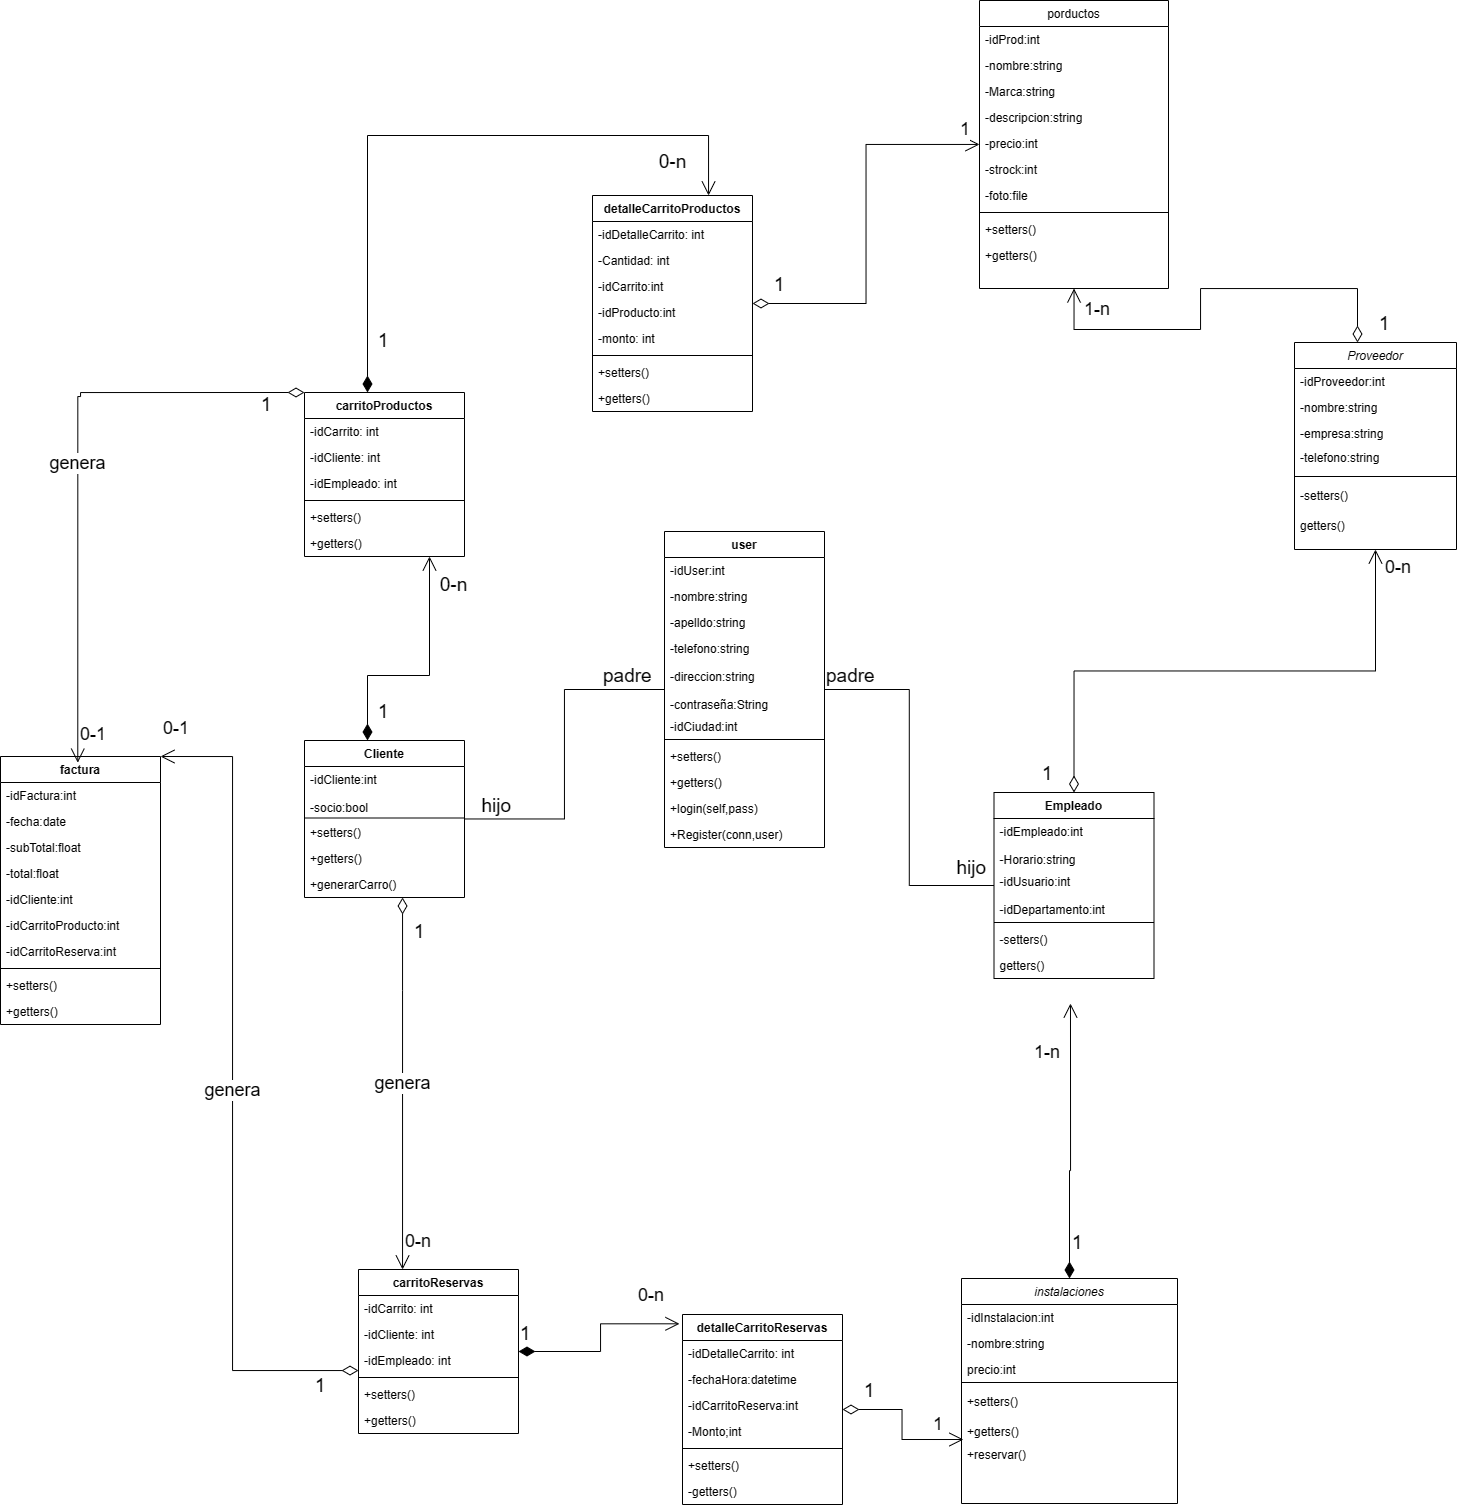 porductos
-idProd:int
-nombre:string
-Marca:string
-descripcion:string
-precio:int
-strock:int
-foto:file
+setters()
+getters()
1
0-n
detalleCarritoProductos
-idDetalleCarrito: int
-Cantidad: int
-idCarrito:int
-idProducto:int
-monto: int
+setters()
+getters()
1
1-n
1
Proveedor
-idProveedor:int
-nombre:string
-empresa:string
-telefono:string
-setters()
getters()
0-n
1
1
carritoProductos
-idCarrito: int
-idCliente: int
-idEmpleado: int
+setters()
+getters()
genera
0-n
user
-idUser:int
-nombre:string
-apelldo:string
-telefono:string
-direccion:string
-contraseña:String
-idCiudad:int
+setters()
+getters()
+login(self,pass)
+Register(conn,user)
padre
padre
hijo
hijo
1
Cliente
-idCliente:int
-socio:bool
+setters()
+getters()
+generarCarro()
1
0-1
0-1
factura
-idFactura:int
-fecha:date
-subTotal:float
-total:float
-idCliente:int
-idCarritoProducto:int
-idCarritoReserva:int
+setters()
+getters()
1
Empleado
-idEmpleado:int
-Horario:string
-idUsuario:int
-idDepartamento:int
-setters()
getters()
1-n
genera
genera
0-n
1
carritoReservas
-idCarrito: int
-idCliente: int
-idEmpleado: int
+setters()
+getters()
1
1
0-n
detalleCarritoReservas
-idDetalleCarrito: int
-fechaHora:datetime
-idCarritoReserva:int
-Monto;int
+setters()
-getters()
1
1
instalaciones
-idInstalacion:int
-nombre:string
precio:int
+setters()
+getters()
+reservar()